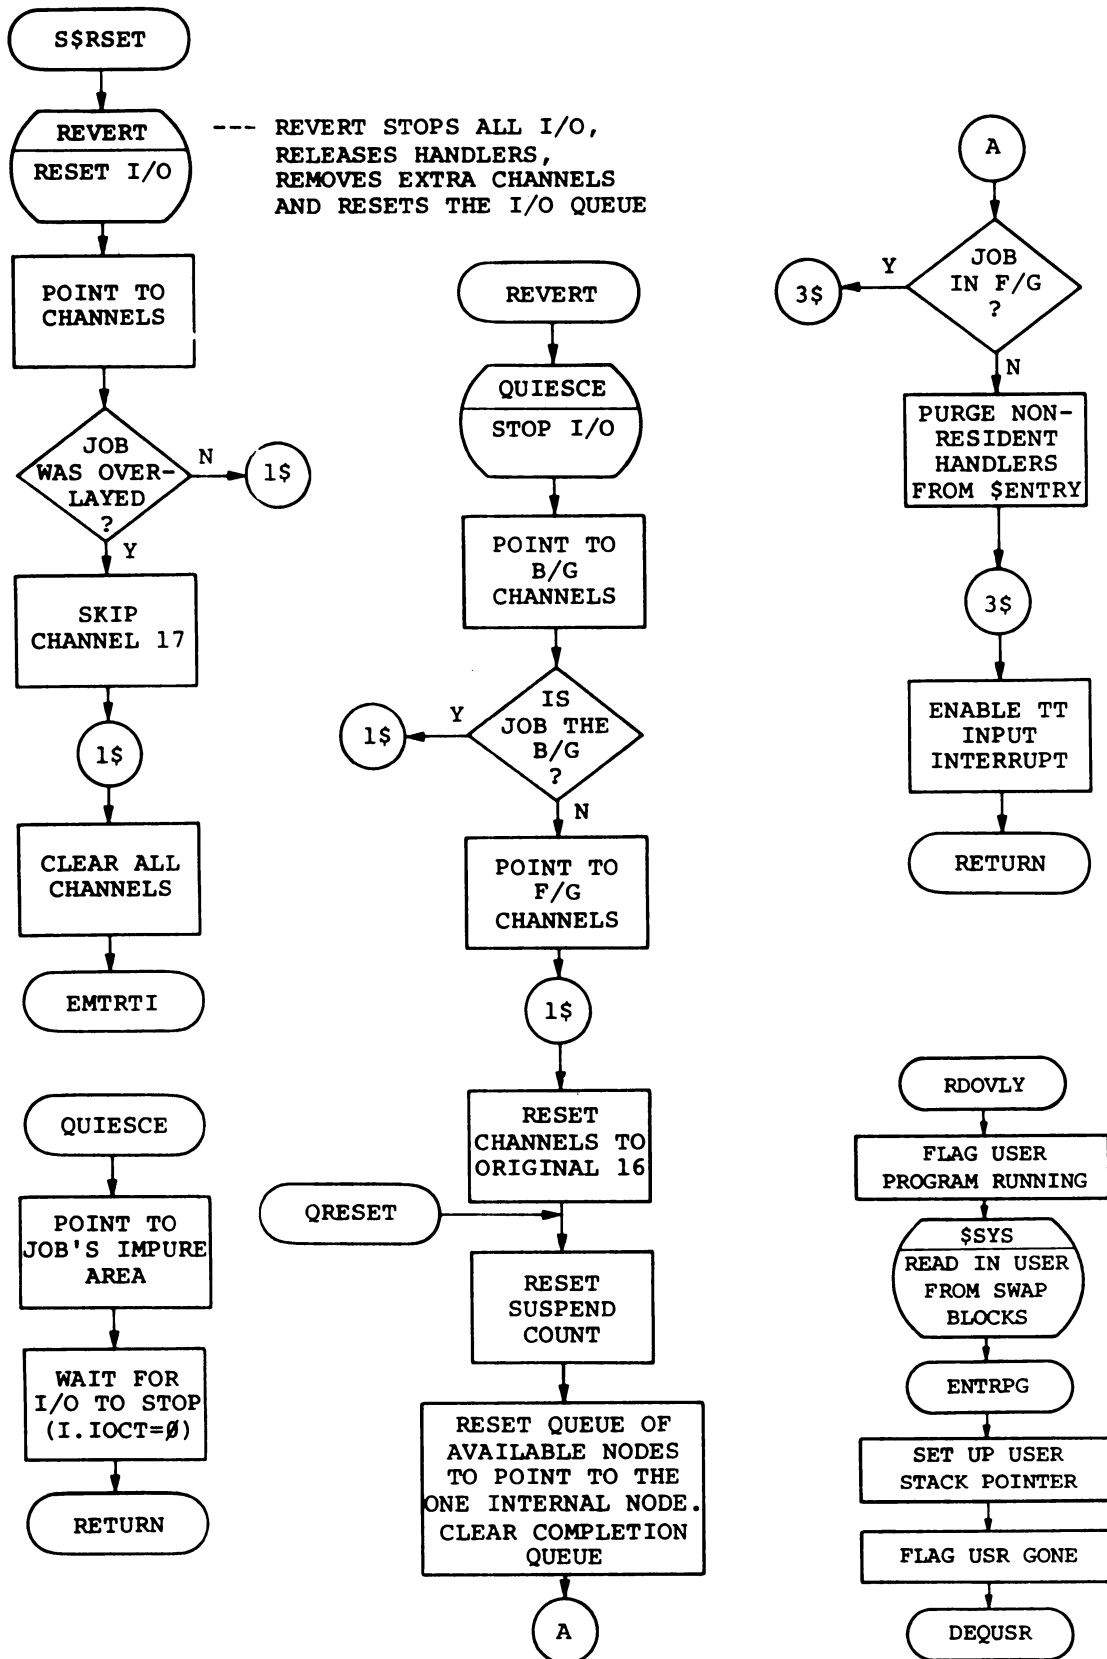 S$RSET
REVERT
RESET I/O
--- REVERT STOPS ALL I/O,
RELEASES HANDLERS,
REMOVES EXTRA CHANNELS
AND RESETS THE I/O QUEUE
POINT TO
CHANNELS
JOB
WAS OVER-
LAYED
?
N
1$
Y
SKIP
CHANNEL 17
1$
CLEAR ALL
CHANNELS
EMTRTI
QUIESCE
POINT TO
JOB'S IMPURE
AREA
WAIT FOR
I/O TO STOP
(I.IOCT=Ø)
RETURN
REVERT
QUIESCE
STOP I/O
POINT TO
B/G
CHANNELS
IS
JOB THE
B/G
?
Y
1$
N
POINT TO
F/G
CHANNELS
1$
RESET
CHANNELS TO
ORIGINAL 16
QRESET
RESET
SUSPEND
COUNT
RESET QUEUE OF
AVAILABLE NODES
TO POINT TO THE
ONE INTERNAL NODE.
CLEAR COMPLETION
QUEUE
A
A
JOB
IN F/G
?
Y
3$
N
PURGE NON-
RESIDENT
HANDLERS
FROM $ENTRY
3$
ENABLE TT
INPUT
INTERRUPT
RETURN
RDOVLY
FLAG USER
PROGRAM RUNNING
$SYS
READ IN USER
FROM SWAP
BLOCKS
ENTRPG
SET UP USER
STACK POINTER
FLAG USR GONE
DEQUSR